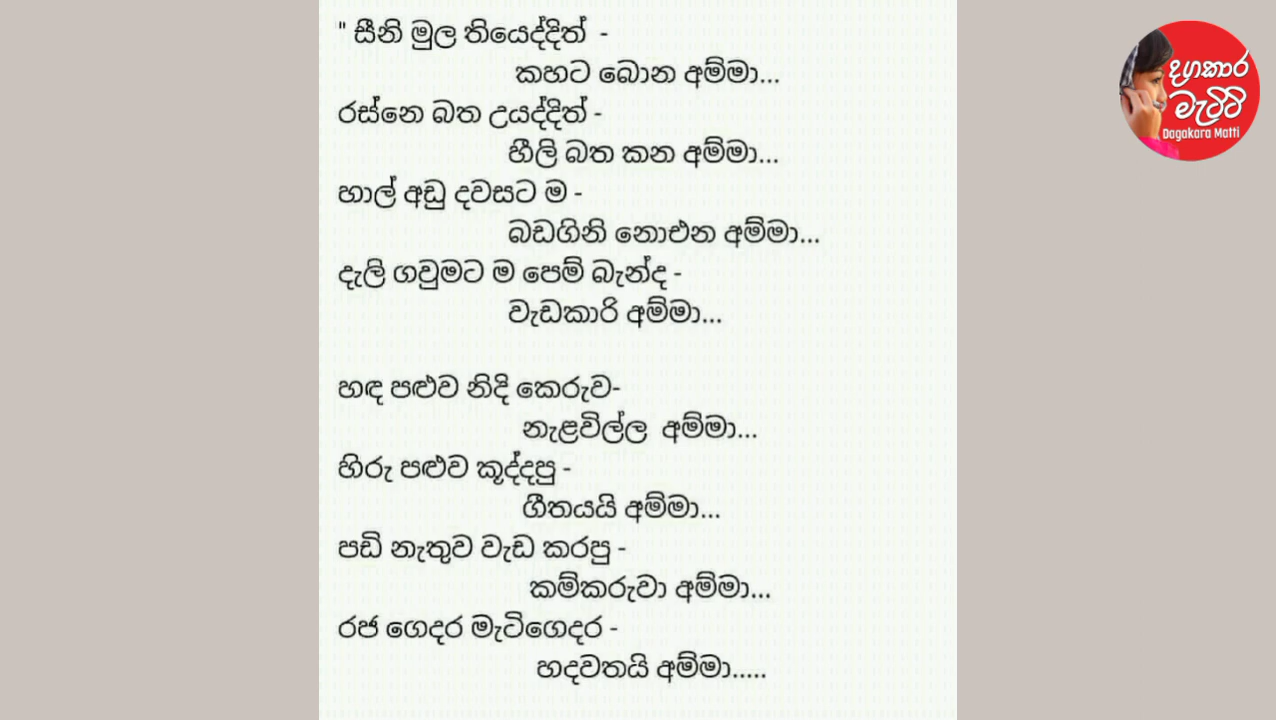 " සීනි මුල තියෙද්දිත් -
කහට බොන අම්මා...
රස්නෙ බත උයද්දිත් -
හීලි බත කන අම්මා...
හාල් අඩු දවසට ම -
බඩගිනි නොඑන අම්මා...
දැලි ගවුමට ම පෙම් බැන්ද -
වැඩකාරි අම්මා...
හඳ පළුව නිදි කෙරුව-
නැළවිල්ල අම්මා...
හිරු පළුව කූද්දපු -
ගීතයයි අම්මා...
පඩි නැතුව වැඩ කරපු -
කම්කරුවා අම්මා...
රජ ගෙදර මැටිගෙදර -
හදවතයි අම්මා.....
දඟකාර
මැට්ටි
Dagakara Matti